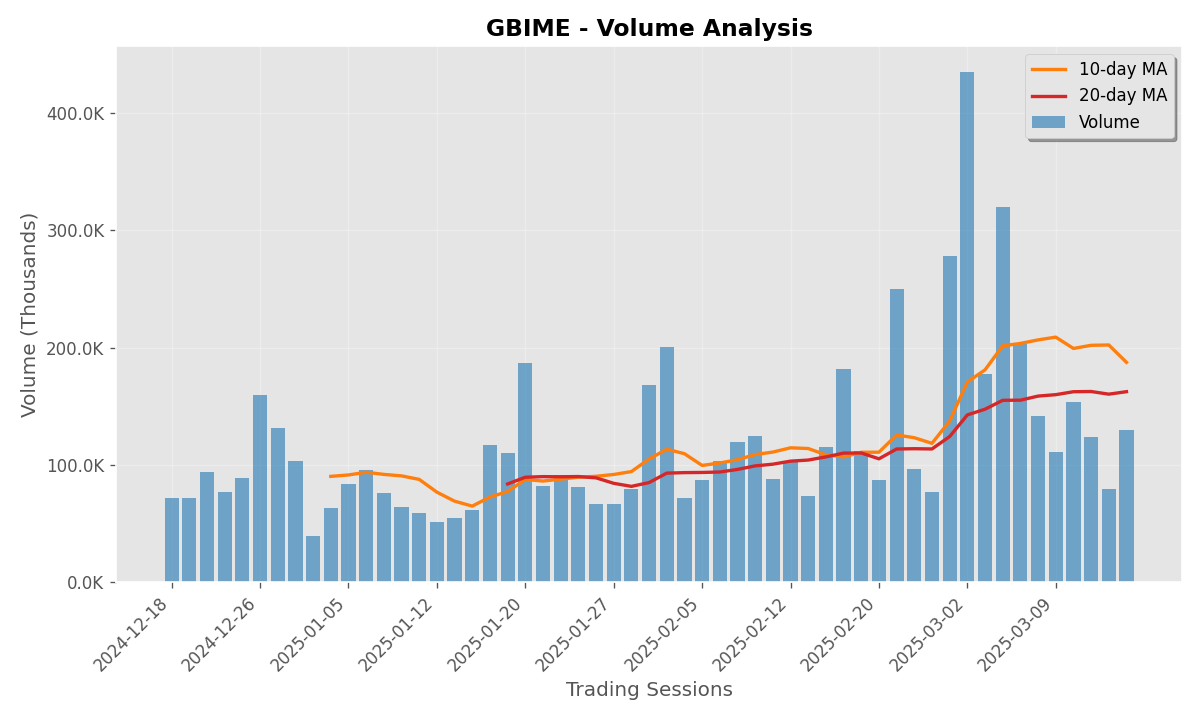 GBIME - Volume Analysis
10-day MA
20-day MA
Volume
Volume (Thousands)
400.0K
300.0K
200.0K
100.0K
0.0K
2024-12-18
2024-12-26
2025-01-05
2025-01-12
2025-01-20
2025-01-27
2025-02-05
2025-02-12
2025-02-20
2025-03-02
2025-03-09
Trading Sessions